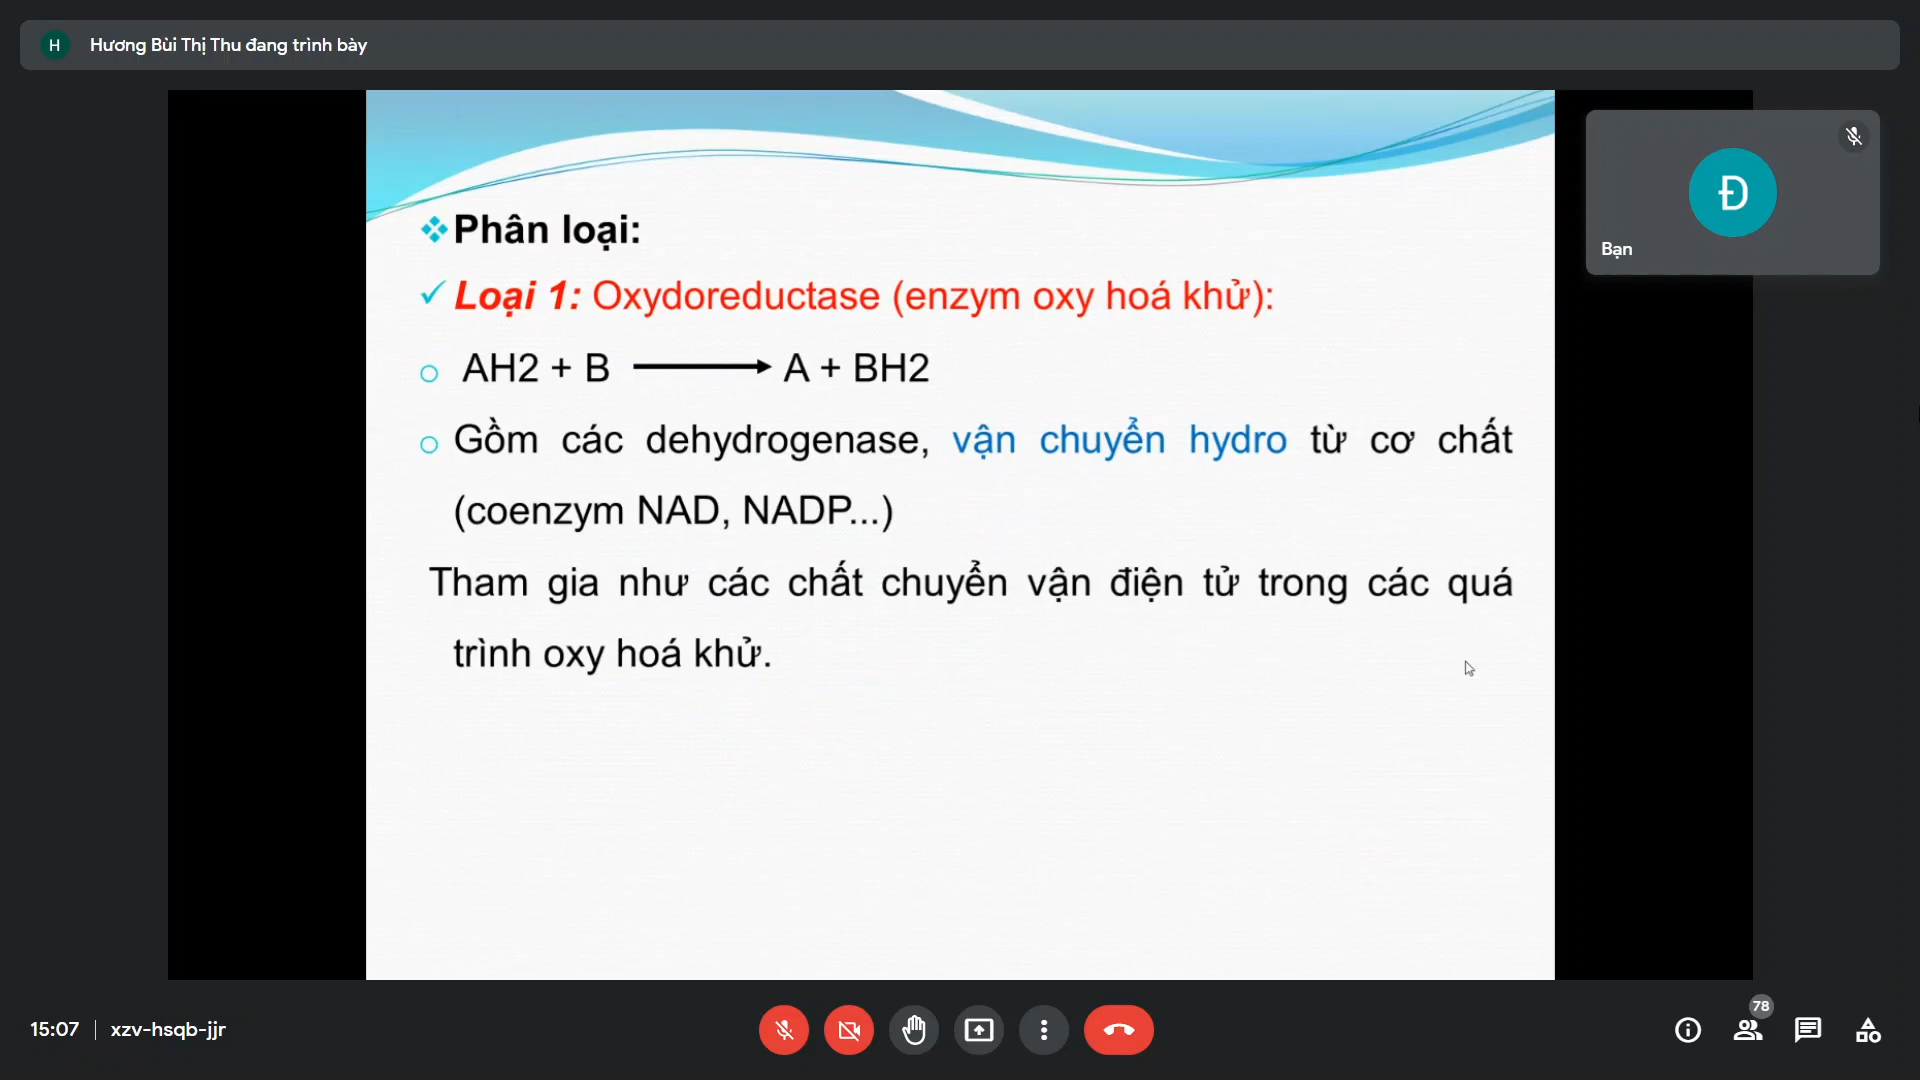 H
Hương Bùi Thị Thu đang trình bày
Đ
Bạn
Phân loại:
Loại 1: Oxydoreductase (enzym oxy hoá khử):
AH2 + B → A + BH2
Gồm các dehydrogenase, vận chuyển hydro từ cơ chất
(coenzym NAD, NADP...)
Tham gia như các chất chuyển vận điện tử trong các quá
trình oxy hoá khử.
15:07 | xzv-hsqb-jjr
78